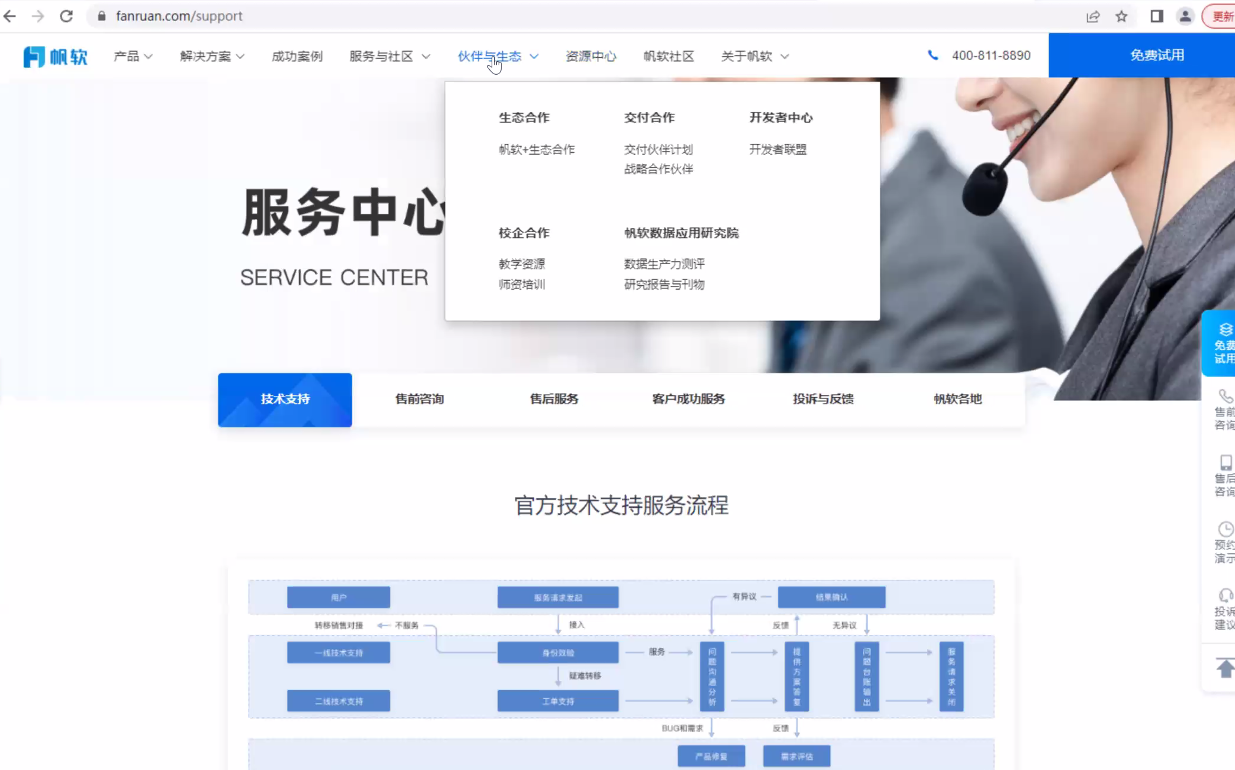 fanruan.com/support
更新
帆软
产品
解决方案
成功案例
服务与社区
伙伴与生态
资源中心
帆软社区
关于帆软
400-811-8890
免费试用
生态合作
交付合作
开发者中心
帆软+生态合作
交付伙伴计划
开发者联盟
战略合作伙伴
校企合作
帆软数据应用研究院
教学资源
数据生产力测评
师资培训
研究报告与刊物
服务中心
SERVICE CENTER
免费
试用
售前
咨询
售后
咨询
预约
演示
投诉
建议
技术支持
售前咨询
售后服务
客户成功服务
投诉与反馈
帆软各地
官方技术支持服务流程
用户
服务请求发起
有异议
结果确认
转移销售对接
不服务
接入
反馈
无异议
一线技术支持
身份效验
服务
问题沟通分析
提供方案答复
问题台账输出
服务请求关闭
疑难转移
二线技术支持
工单支持
BUG和需求
反馈
产品修复
需求评估